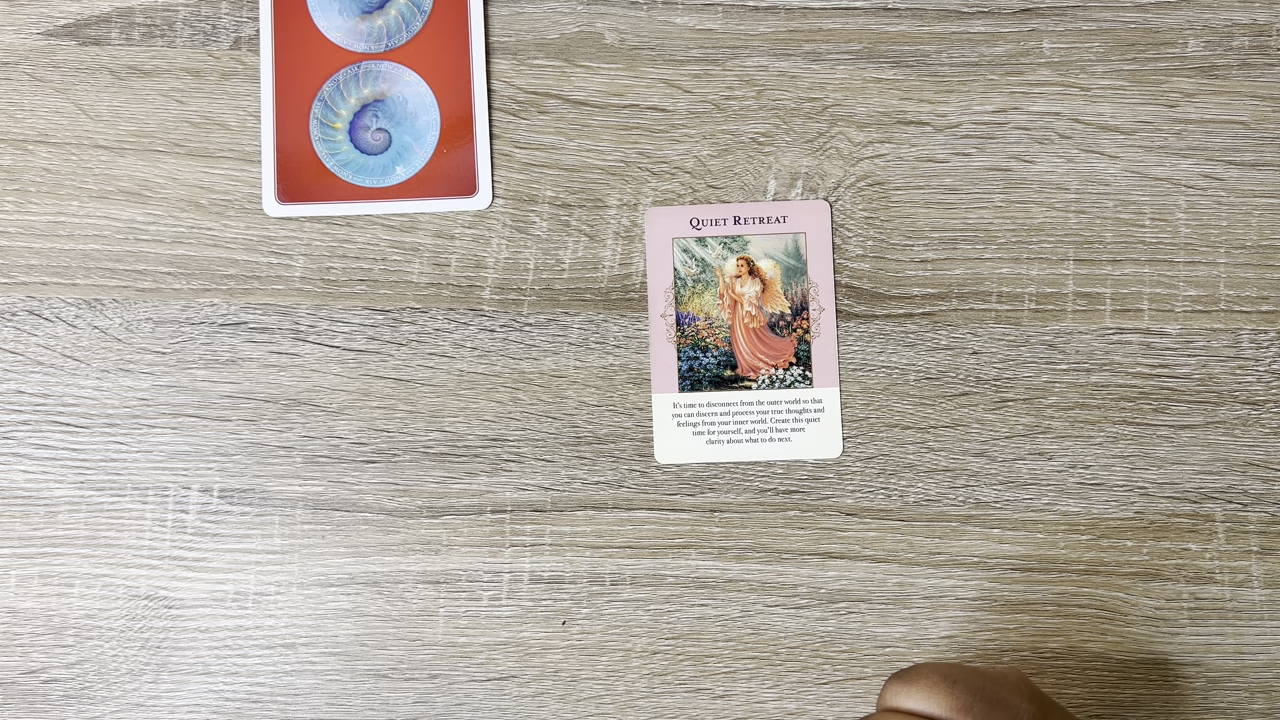 QUIET RETREAT
It's time to disconnect from the outer world so that
you can discern and process your true thoughts and
feelings from your inner world. Create this quiet
time for yourself, and you'll have more
clarity about what to do next.